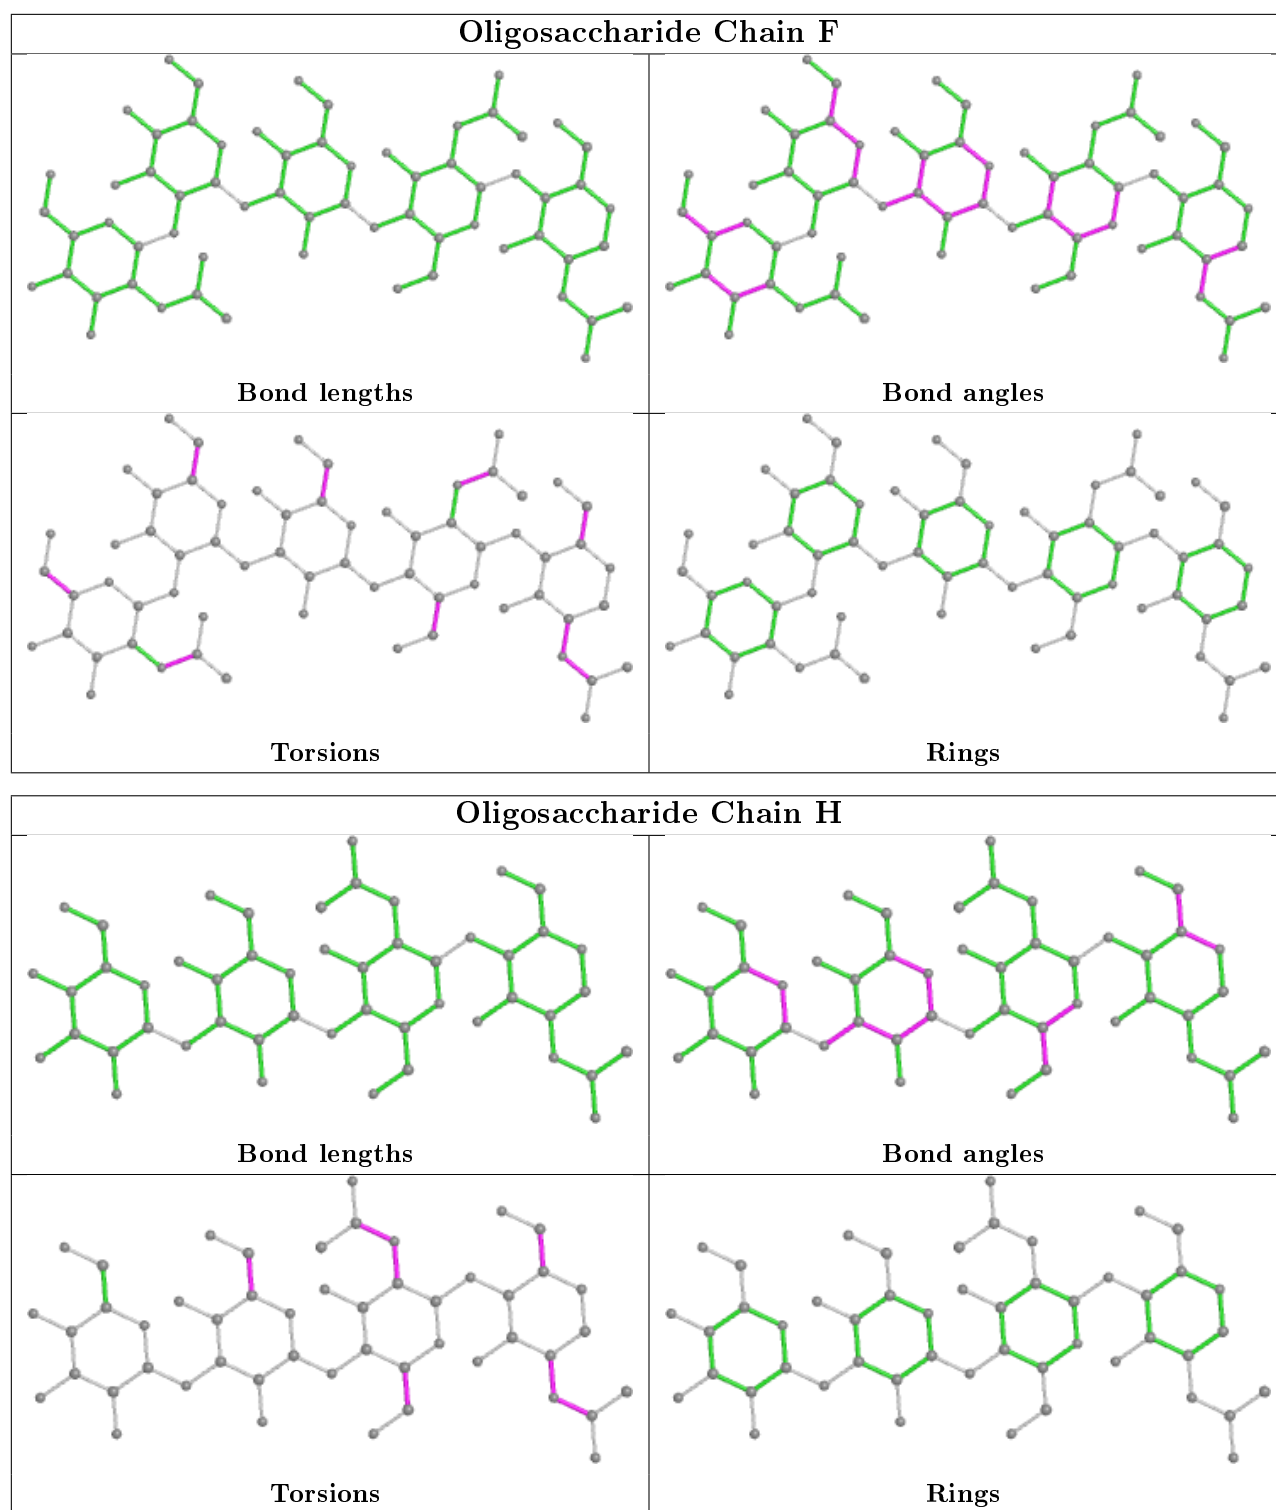 Oligosaccharide Chain F
Bond lengths
Bond angles
Torsions
Rings
Oligosaccharide Chain H
Bond lengths
Bond angles
Torsions
Rings